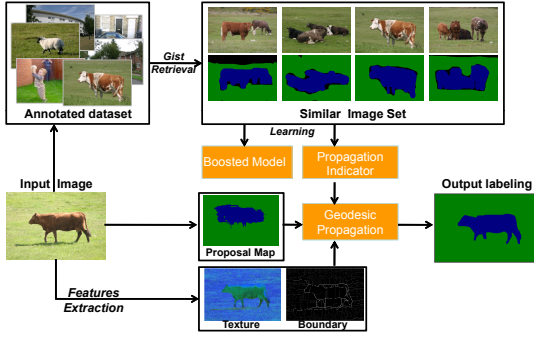 Gist
Retrieval
Annotated dataset
Similar Image Set
Learning
Boosted Model
Propagation
Indicator
Input Image
Output labeling
Geodesic
Propagation
Proposal Map
Features
Extraction
Texture
Boundary